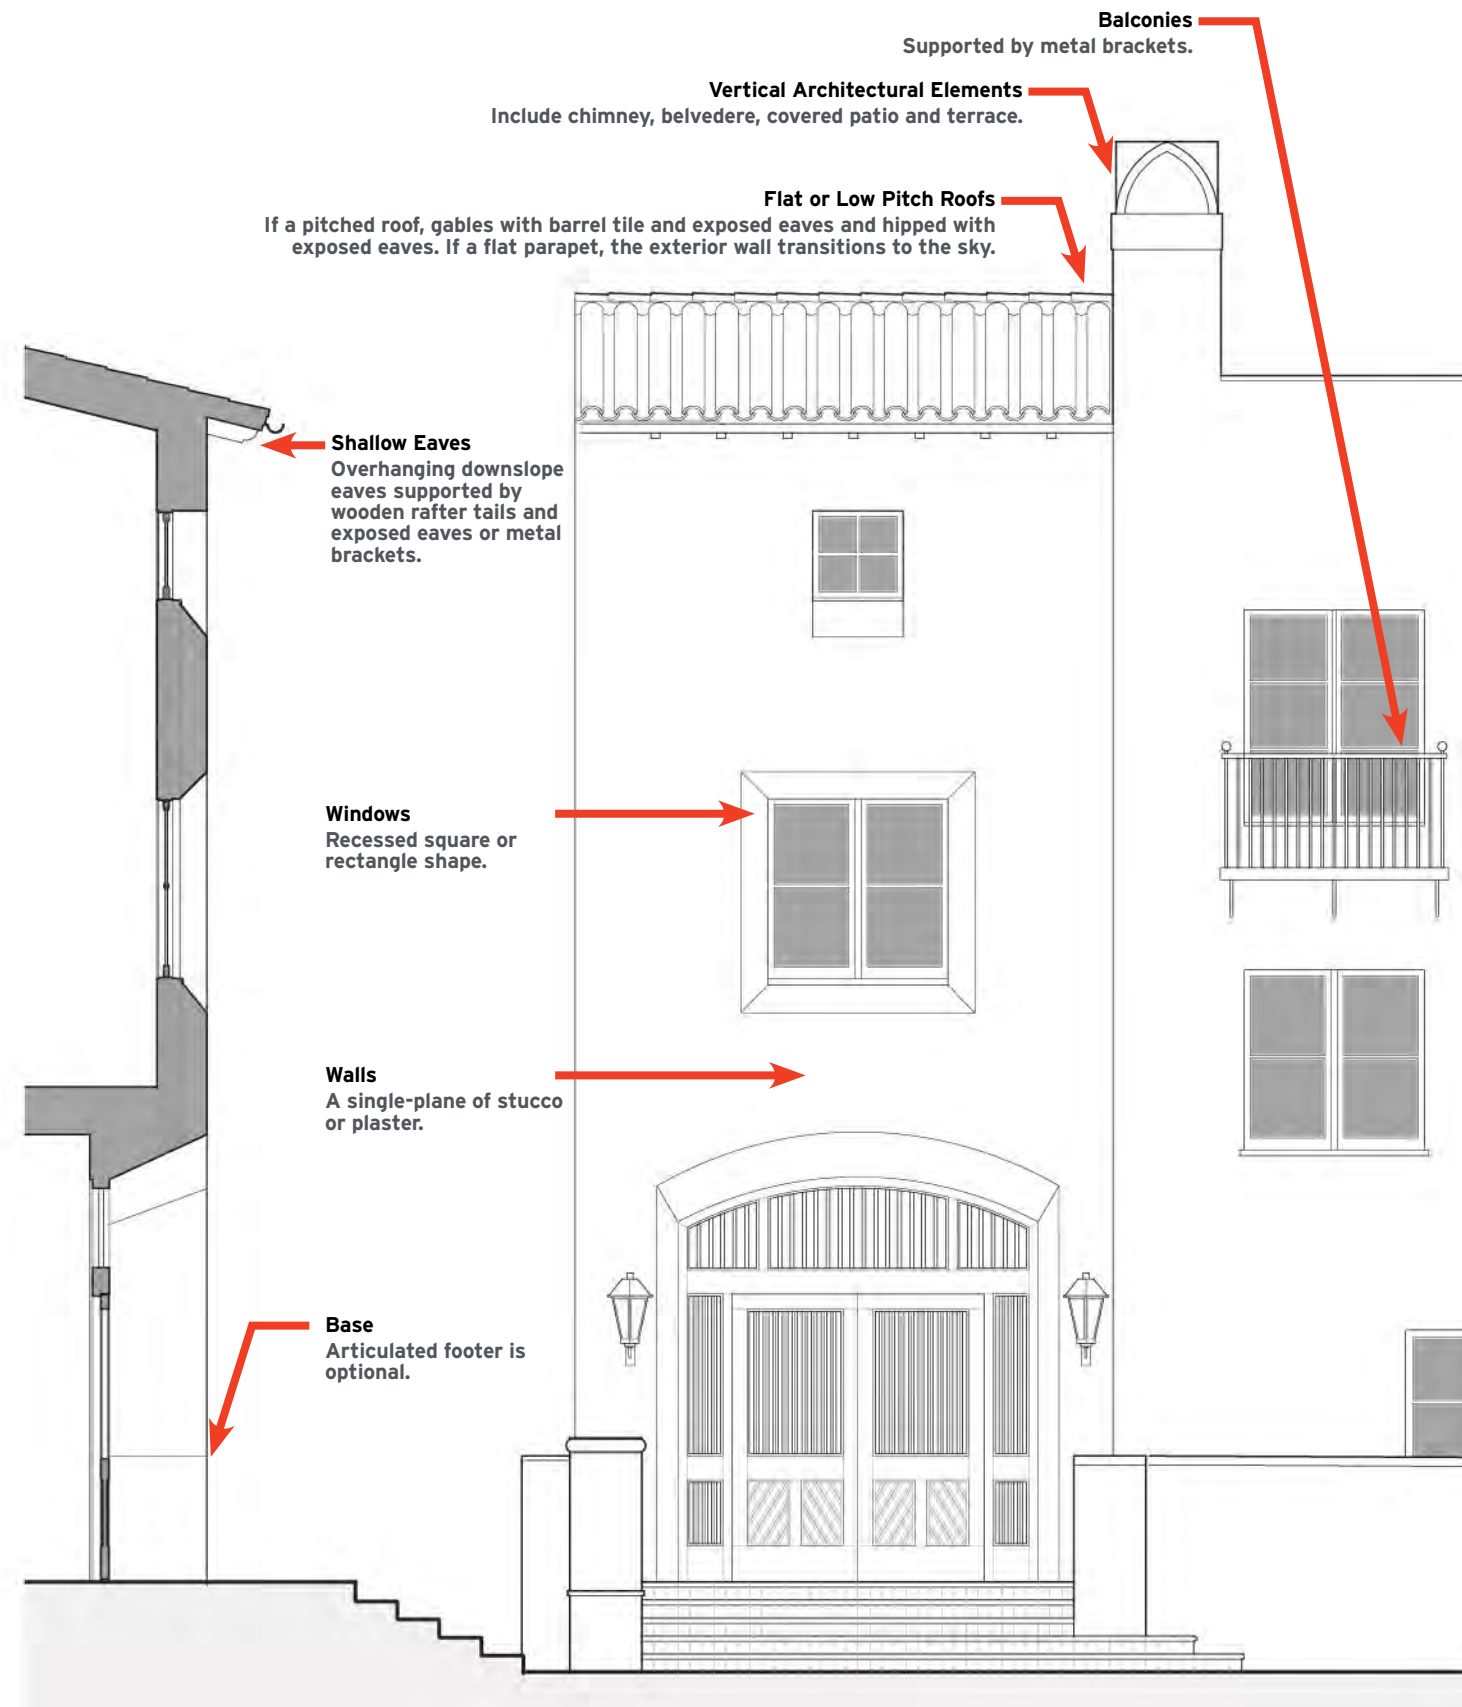 Balconies
Supported by metal brackets.
Vertical Architectural Elements
Include chimney, belvedere, covered patio and terrace.
Flat or Low Pitch Roofs
If a pitched roof, gables with barrel tile and exposed eaves and hipped with
exposed eaves. If a flat parapet, the exterior wall transitions to the sky.
Shallow Eaves
Overhanging downslope
eaves supported by
wooden rafter tails and
exposed eaves or metal
brackets.
Windows
Recessed square or
rectangle shape.
Walls
A single-plane of stucco
or plaster.
Base
Articulated footer is
optional.